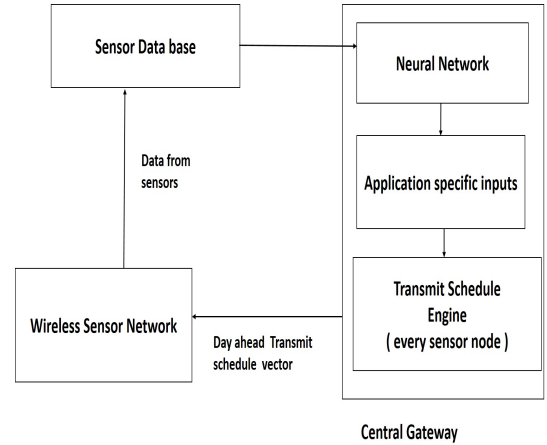 Sensor Data base
Neural Network
Data from
sensors
Application specific inputs
Transmit Schedule
Engine
( every sensor node )
Wireless Sensor Network
Day ahead Transmit
schedule vector
Central Gateway